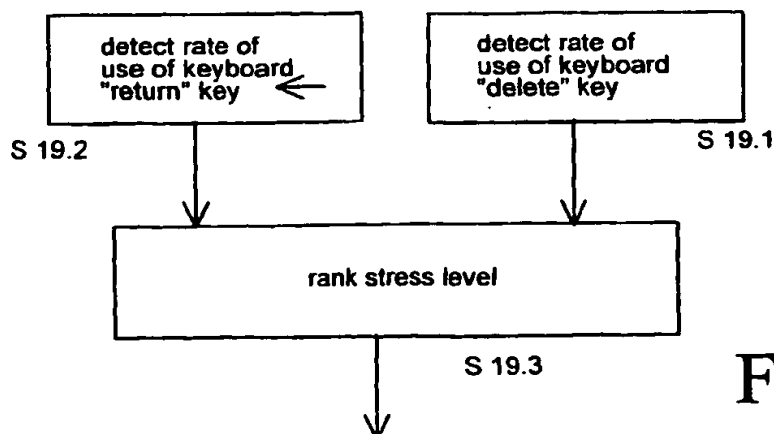 detect rate of
use of keyboard
"return" key
S 19.2
detect rate of
use of keyboard
"delete" key
S 19.1
rank stress level
S 19.3
F